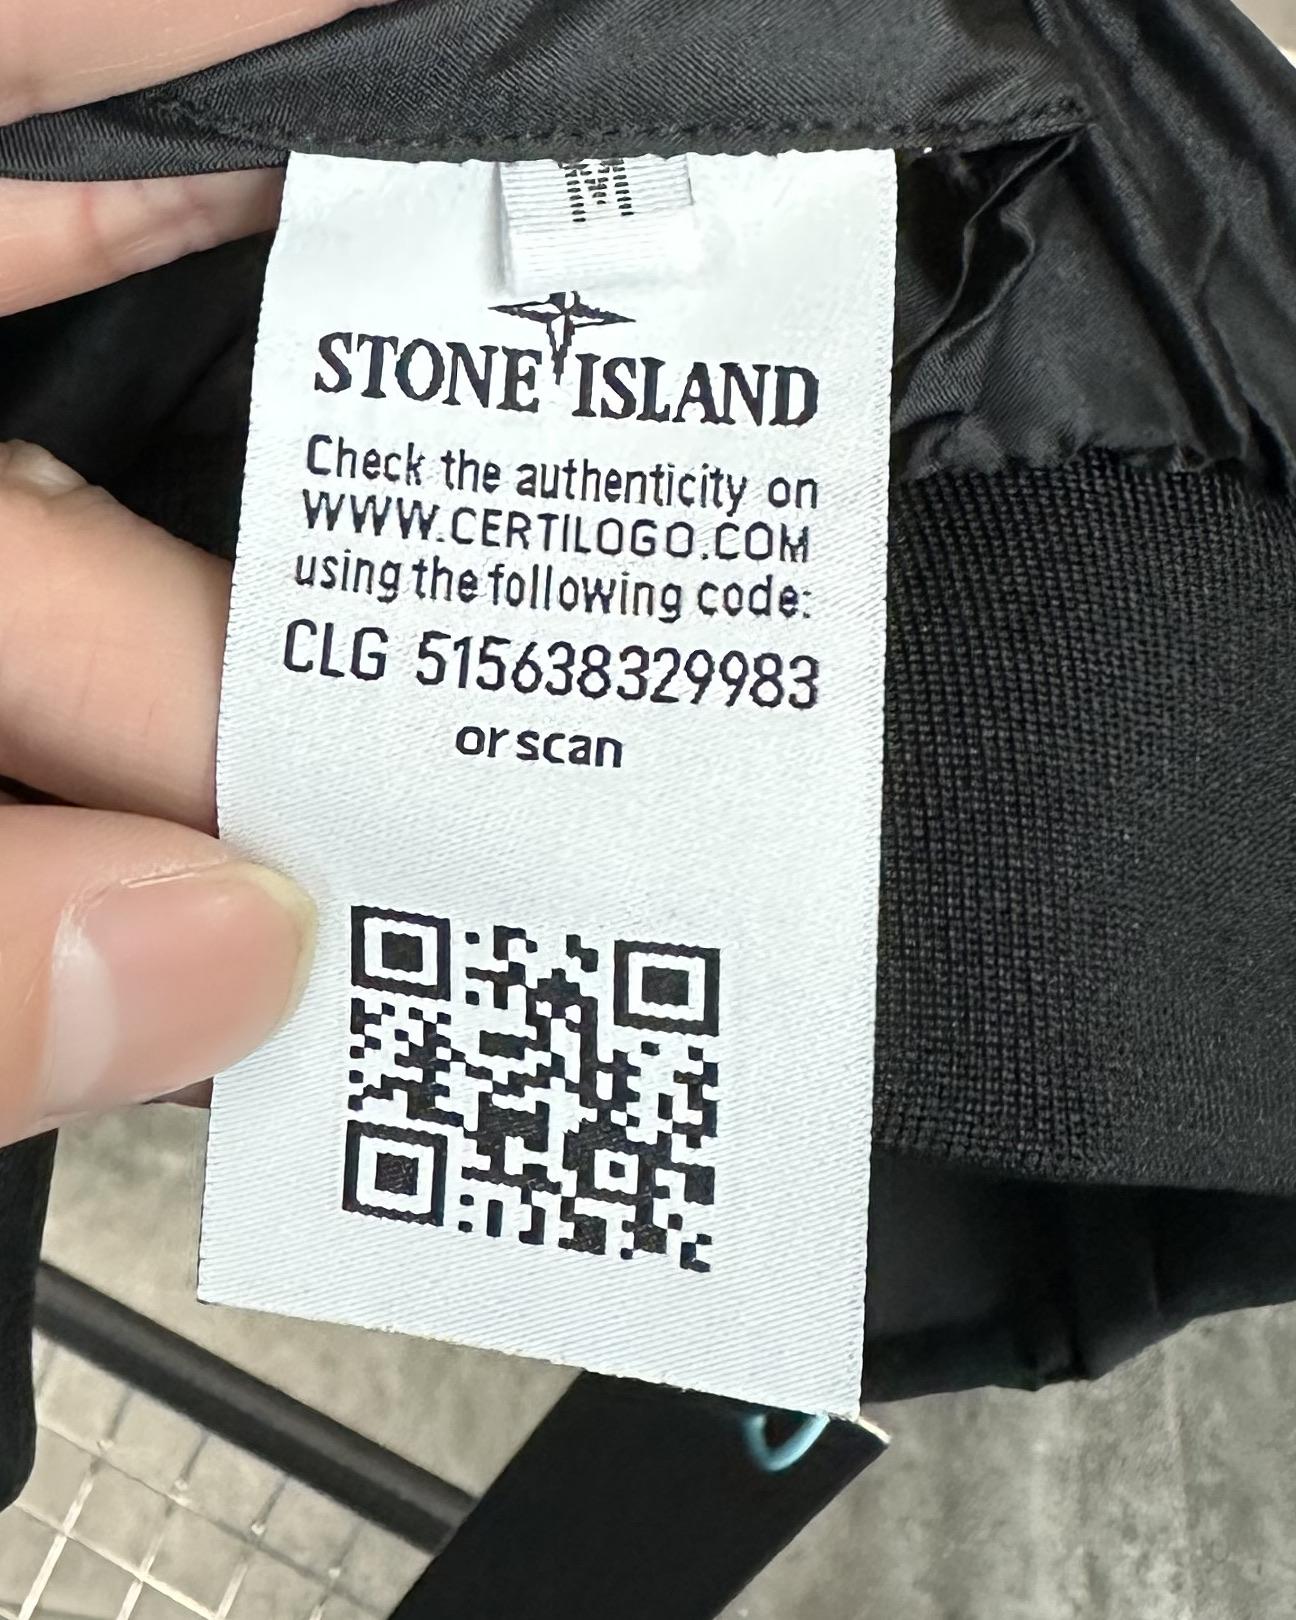 M
STONE ISLAND
Check the authenticity on
WWW.CERTILOGO.COM
using the following code:
CLG 515638329983
or scan